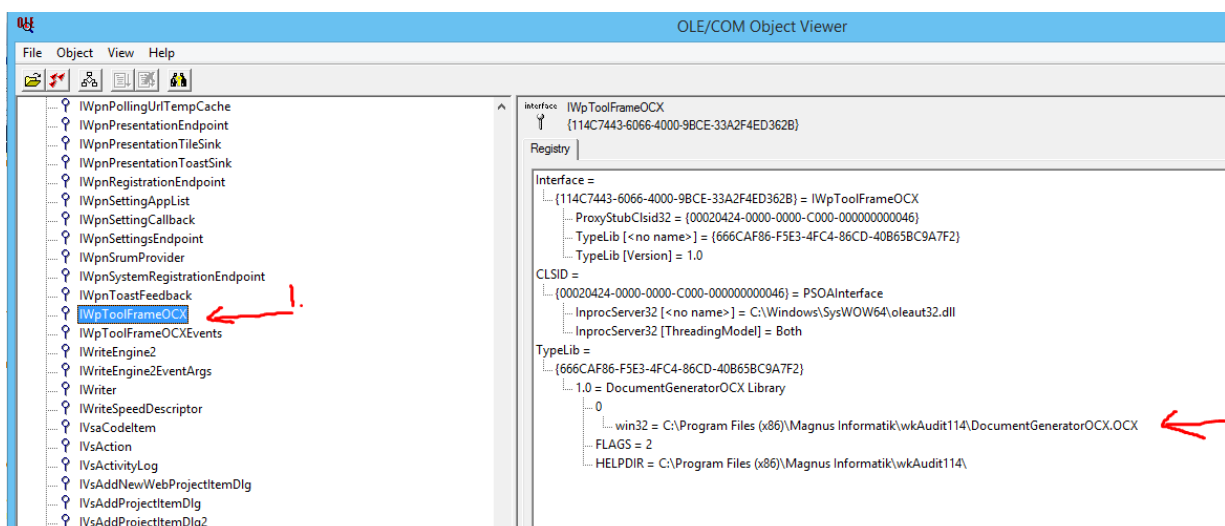 OLE/COM Object Viewer
File Object View Help
IWpnPollingUrlTempCache
IWpnPresentationEndpoint
IWpnPresentationTileSink
IWpnPresentationToastSink
IWpnRegistrationEndpoint
IWpnSettingAppList
IWpnSettingCallback
IWpnSettingsEndpoint
IWpnSrumProvider
IWpnSystemRegistrationEndpoint
IWpnToastFeedback
IWpToolFrameOCX
1.
IWpToolFrameOCXEvents
IWriteEngine2
IWriteEngine2EventArgs
IWriter
IWriteSpeedDescriptor
IVsaCodeItem
IVsAction
IVsActivityLog
IVsAddNewWebProjectItemDlg
IVsAddProjectItemDlg
IVsAddProjectItemDlg2
interface IWpToolFrameOCX
{114C7443-6066-4000-9BCE-33A2F4ED362B}
Registry
Interface =
{114C7443-6066-4000-9BCE-33A2F4ED362B} = IWpToolFrameOCX
ProxyStubClsid32 = {00020424-0000-0000-C000-000000000046}
TypeLib [<no name>] = {666CAF86-F5E3-4FC4-86CD-40B65BC9A7F2}
TypeLib [Version] = 1.0
CLSID =
{00020424-0000-0000-C000-000000000046} = PSOAInterface
InprocServer32 [<no name>] = C:\Windows\SysWOW64\oleaut32.dll
InprocServer32 [ThreadingModel] = Both
TypeLib =
{666CAF86-F5E3-4FC4-86CD-40B65BC9A7F2}
1.0 = DocumentGeneratorOCX Library
0
win32 = C:\Program Files (x86)\Magnus Informatik\wkAudit114\DocumentGeneratorOCX.OCX
FLAGS = 2
HELPDIR = C:\Program Files (x86)\Magnus Informatik\wkAudit114\